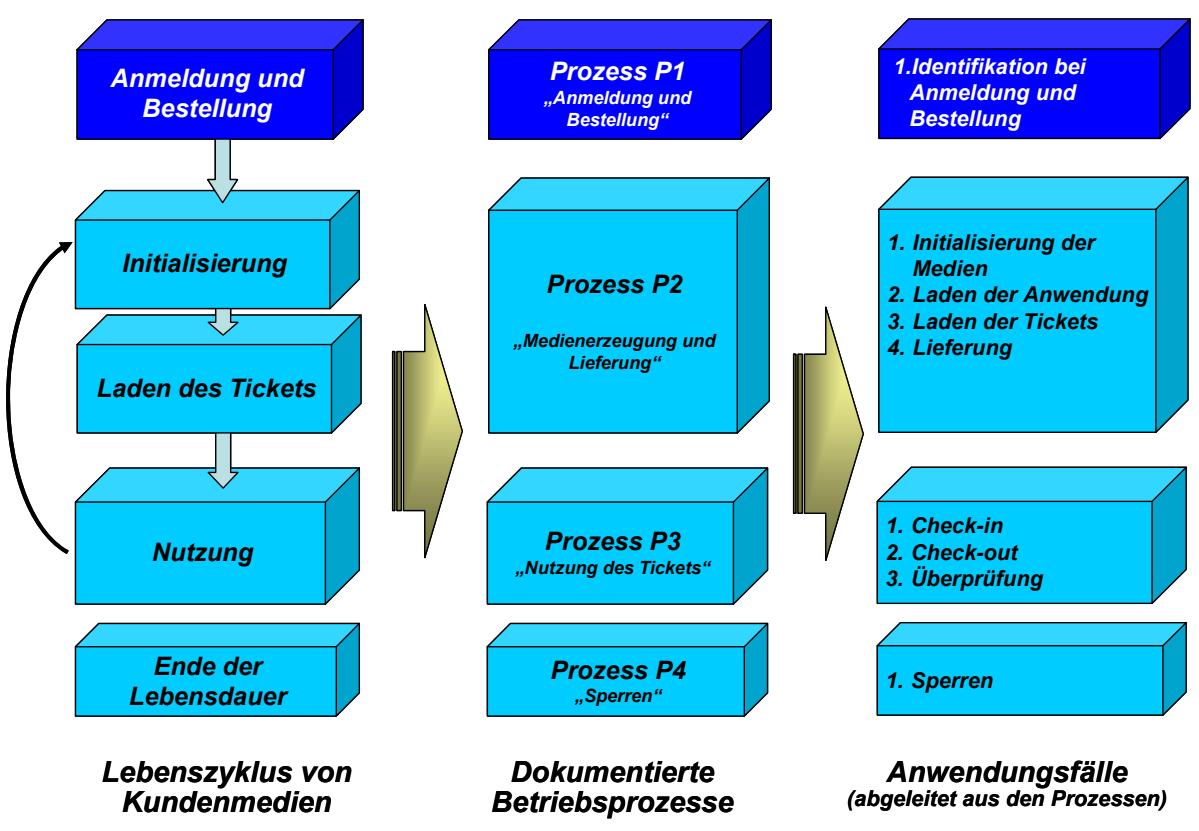 Anmeldung und
Bestellung
Initialisierung
Laden des Tickets
Nutzung
Ende der
Lebensdauer
Lebenszyklus von
Kundenmedien
Prozess P1
„Anmeldung und
Bestellung“
Prozess P2
„Medienerzeugung und
Lieferung“
Prozess P3
„Nutzung des Tickets“
Prozess P4
„Sperren“
Dokumentierte
Betriebsprozesse
1.Identifikation bei
Anmeldung und
Bestellung
1. Initialisierung der
Medien
2. Laden der Anwendung
3. Laden der Tickets
4. Lieferung
1. Check-in
2. Check-out
3. Überprüfung
1. Sperren
Anwendungsfälle
(abgeleitet aus den Prozessen)